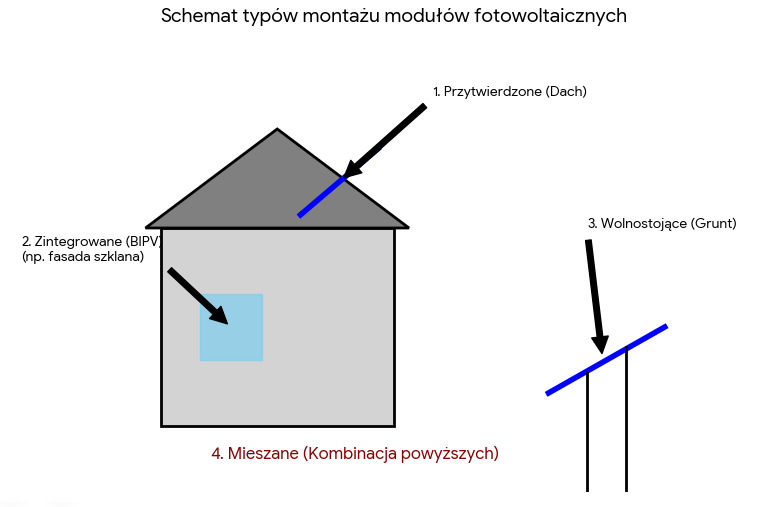 Schemat typów montażu modułów fotowoltaicznych
1. Przytwierdzone (Dach)
2. Zintegrowane (BIPV)
(np. fasada szklana)
3. Wolnostojące (Grunt)
4. Mieszane (Kombinacja powyższych)